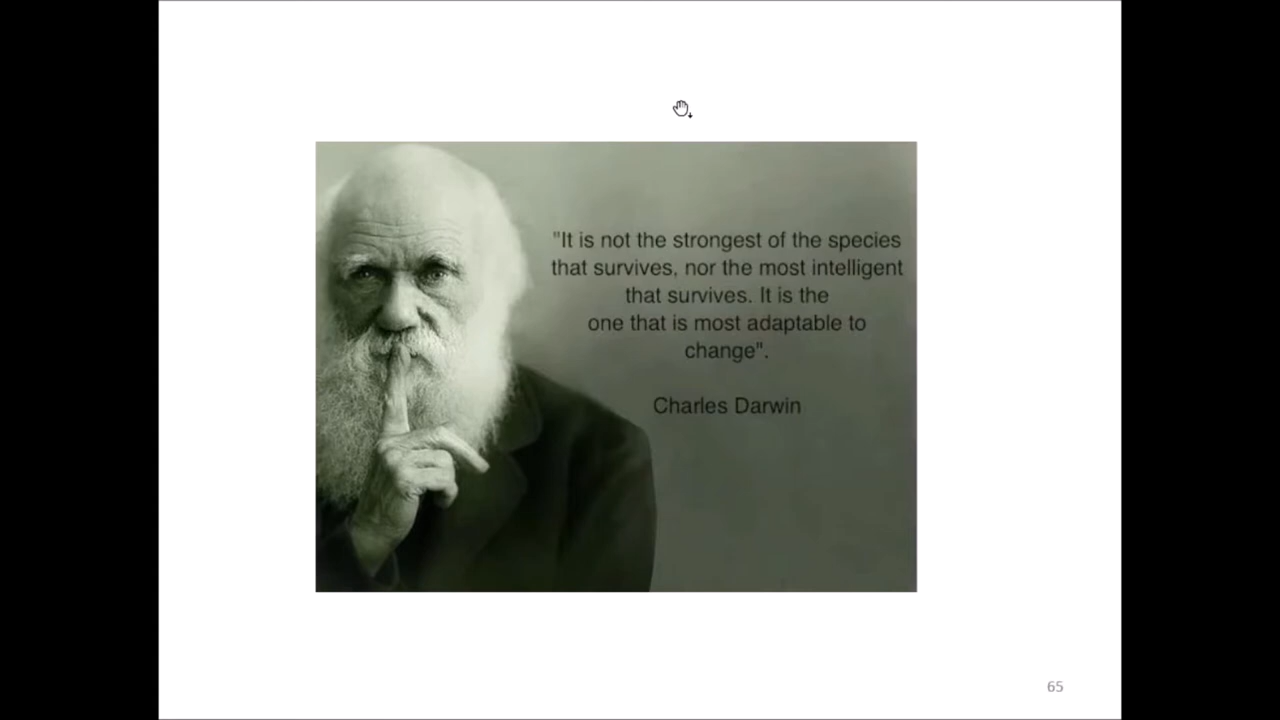 "It is not the strongest of the species
that survives, nor the most intelligent
that survives. It is the
one that is most adaptable to
change".
Charles Darwin
65